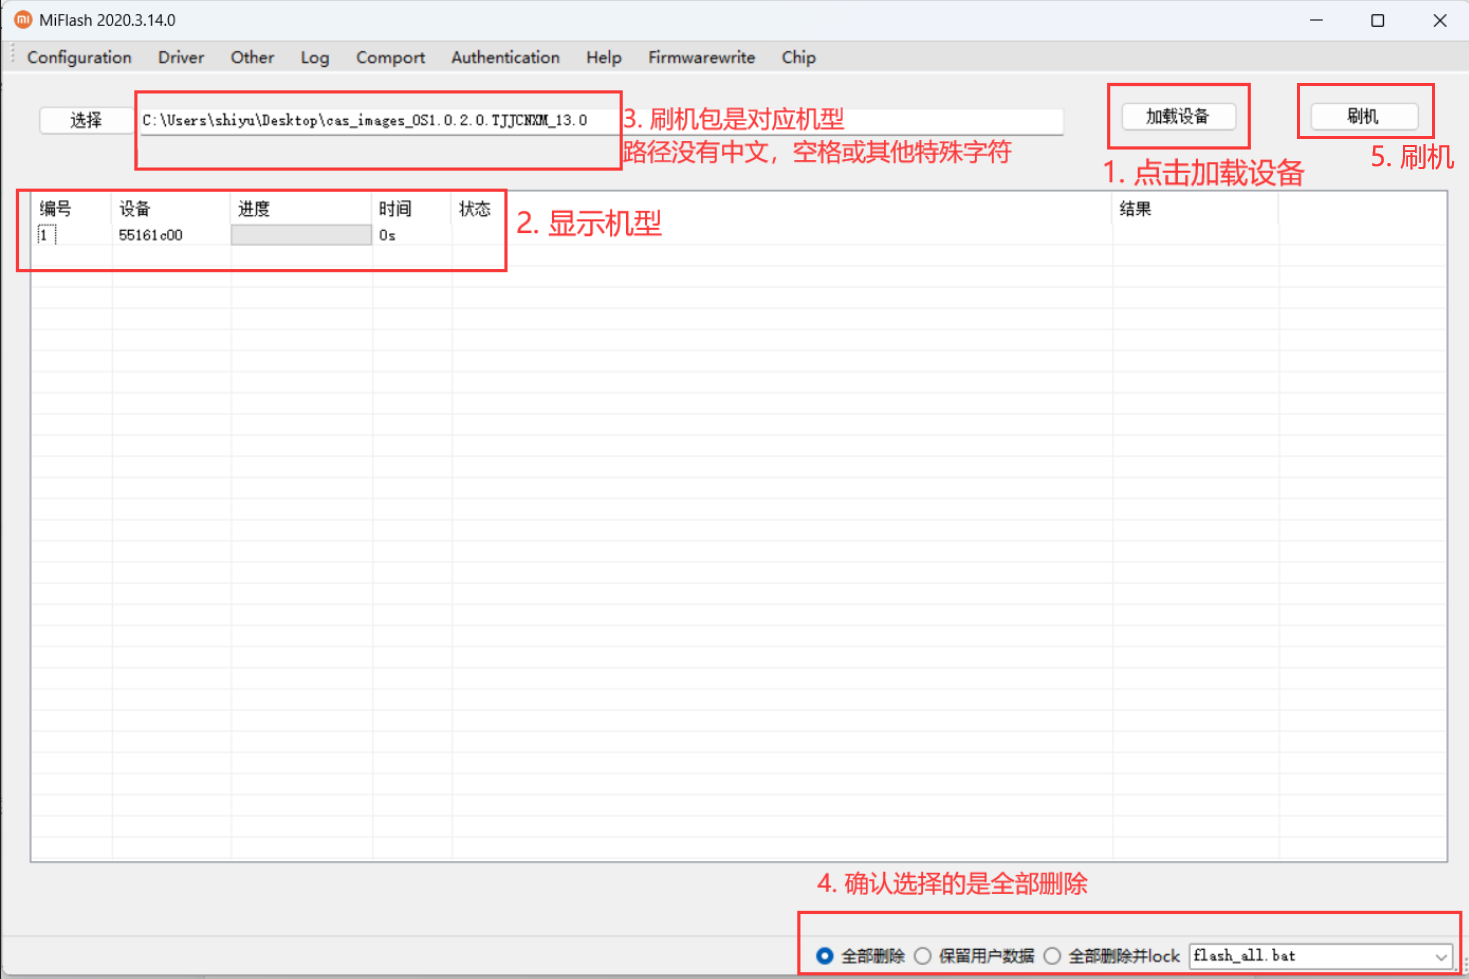 MiFlash 2020.3.14.0
Configuration Driver Other Log Comport Authentication Help Firmwarewrite Chip
选择 C:\Users\shiyu\Desktop\cas_images_OS1.0.2.0.TJJCNXM_13.0 加载设备 刷机
3. 刷机包是对应机型
路径没有中文，空格或其他特殊字符
1. 点击加载设备
5. 刷机
编号 设备 进度 时间 状态 结果
1 55161c00 0s
2. 显示机型
4. 确认选择的是全部删除
全部删除 保留用户数据 全部删除并lock flash_all.bat